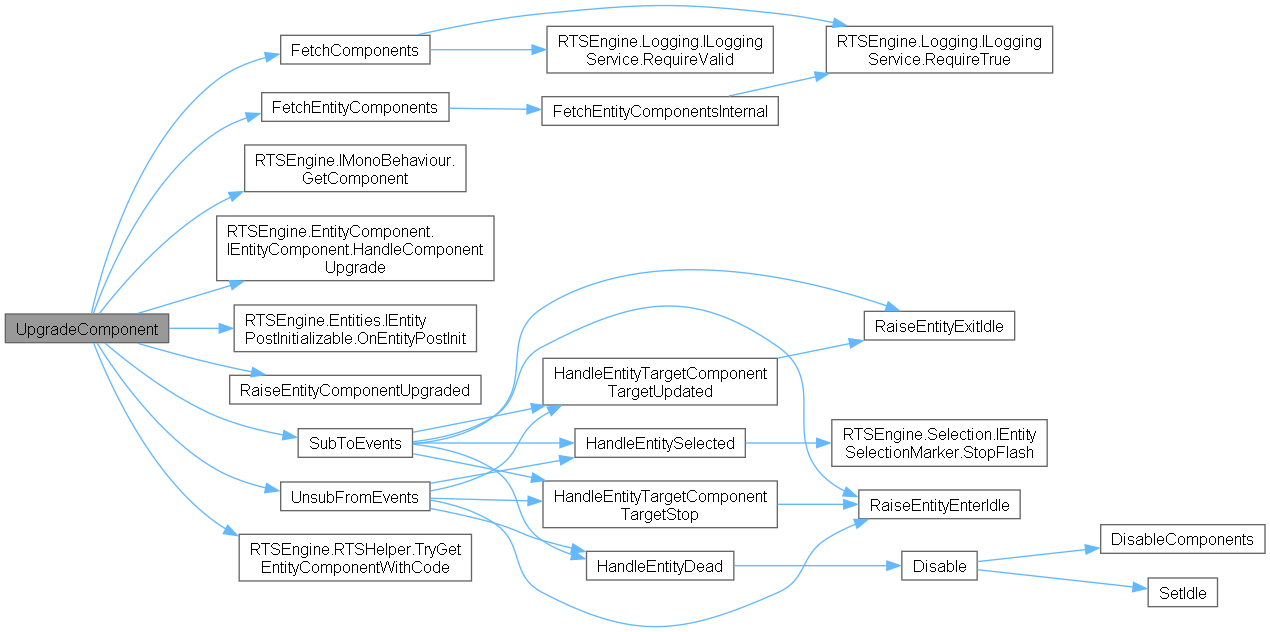 FetchComponents
RTSEngine.Logging.ILogging
Service.RequireValid
RTSEngine.Logging.ILogging
Service.RequireTrue
FetchEntityComponents
FetchEntityComponentsInternal
RTSEngine.IMonoBehaviour.
GetComponent
RTSEngine.EntityComponent.
IEntityComponent.HandleComponent
Upgrade
UpgradeComponent
RTSEngine.Entities.IEntity
PostInitializable.OnEntityPostInit
RaiseEntityExitIdle
RaiseEntityComponentUpgraded
HandleEntityTargetComponent
TargetUpdated
SubToEvents
HandleEntitySelected
RTSEngine.Selection.IEntity
SelectionMarker.StopFlash
UnsubFromEvents
HandleEntityTargetComponent
TargetStop
RaiseEntityEnterIdle
RTSEngine.RTSHelper.TryGet
EntityComponentWithCode
HandleEntityDead
Disable
DisableComponents
SetIdle